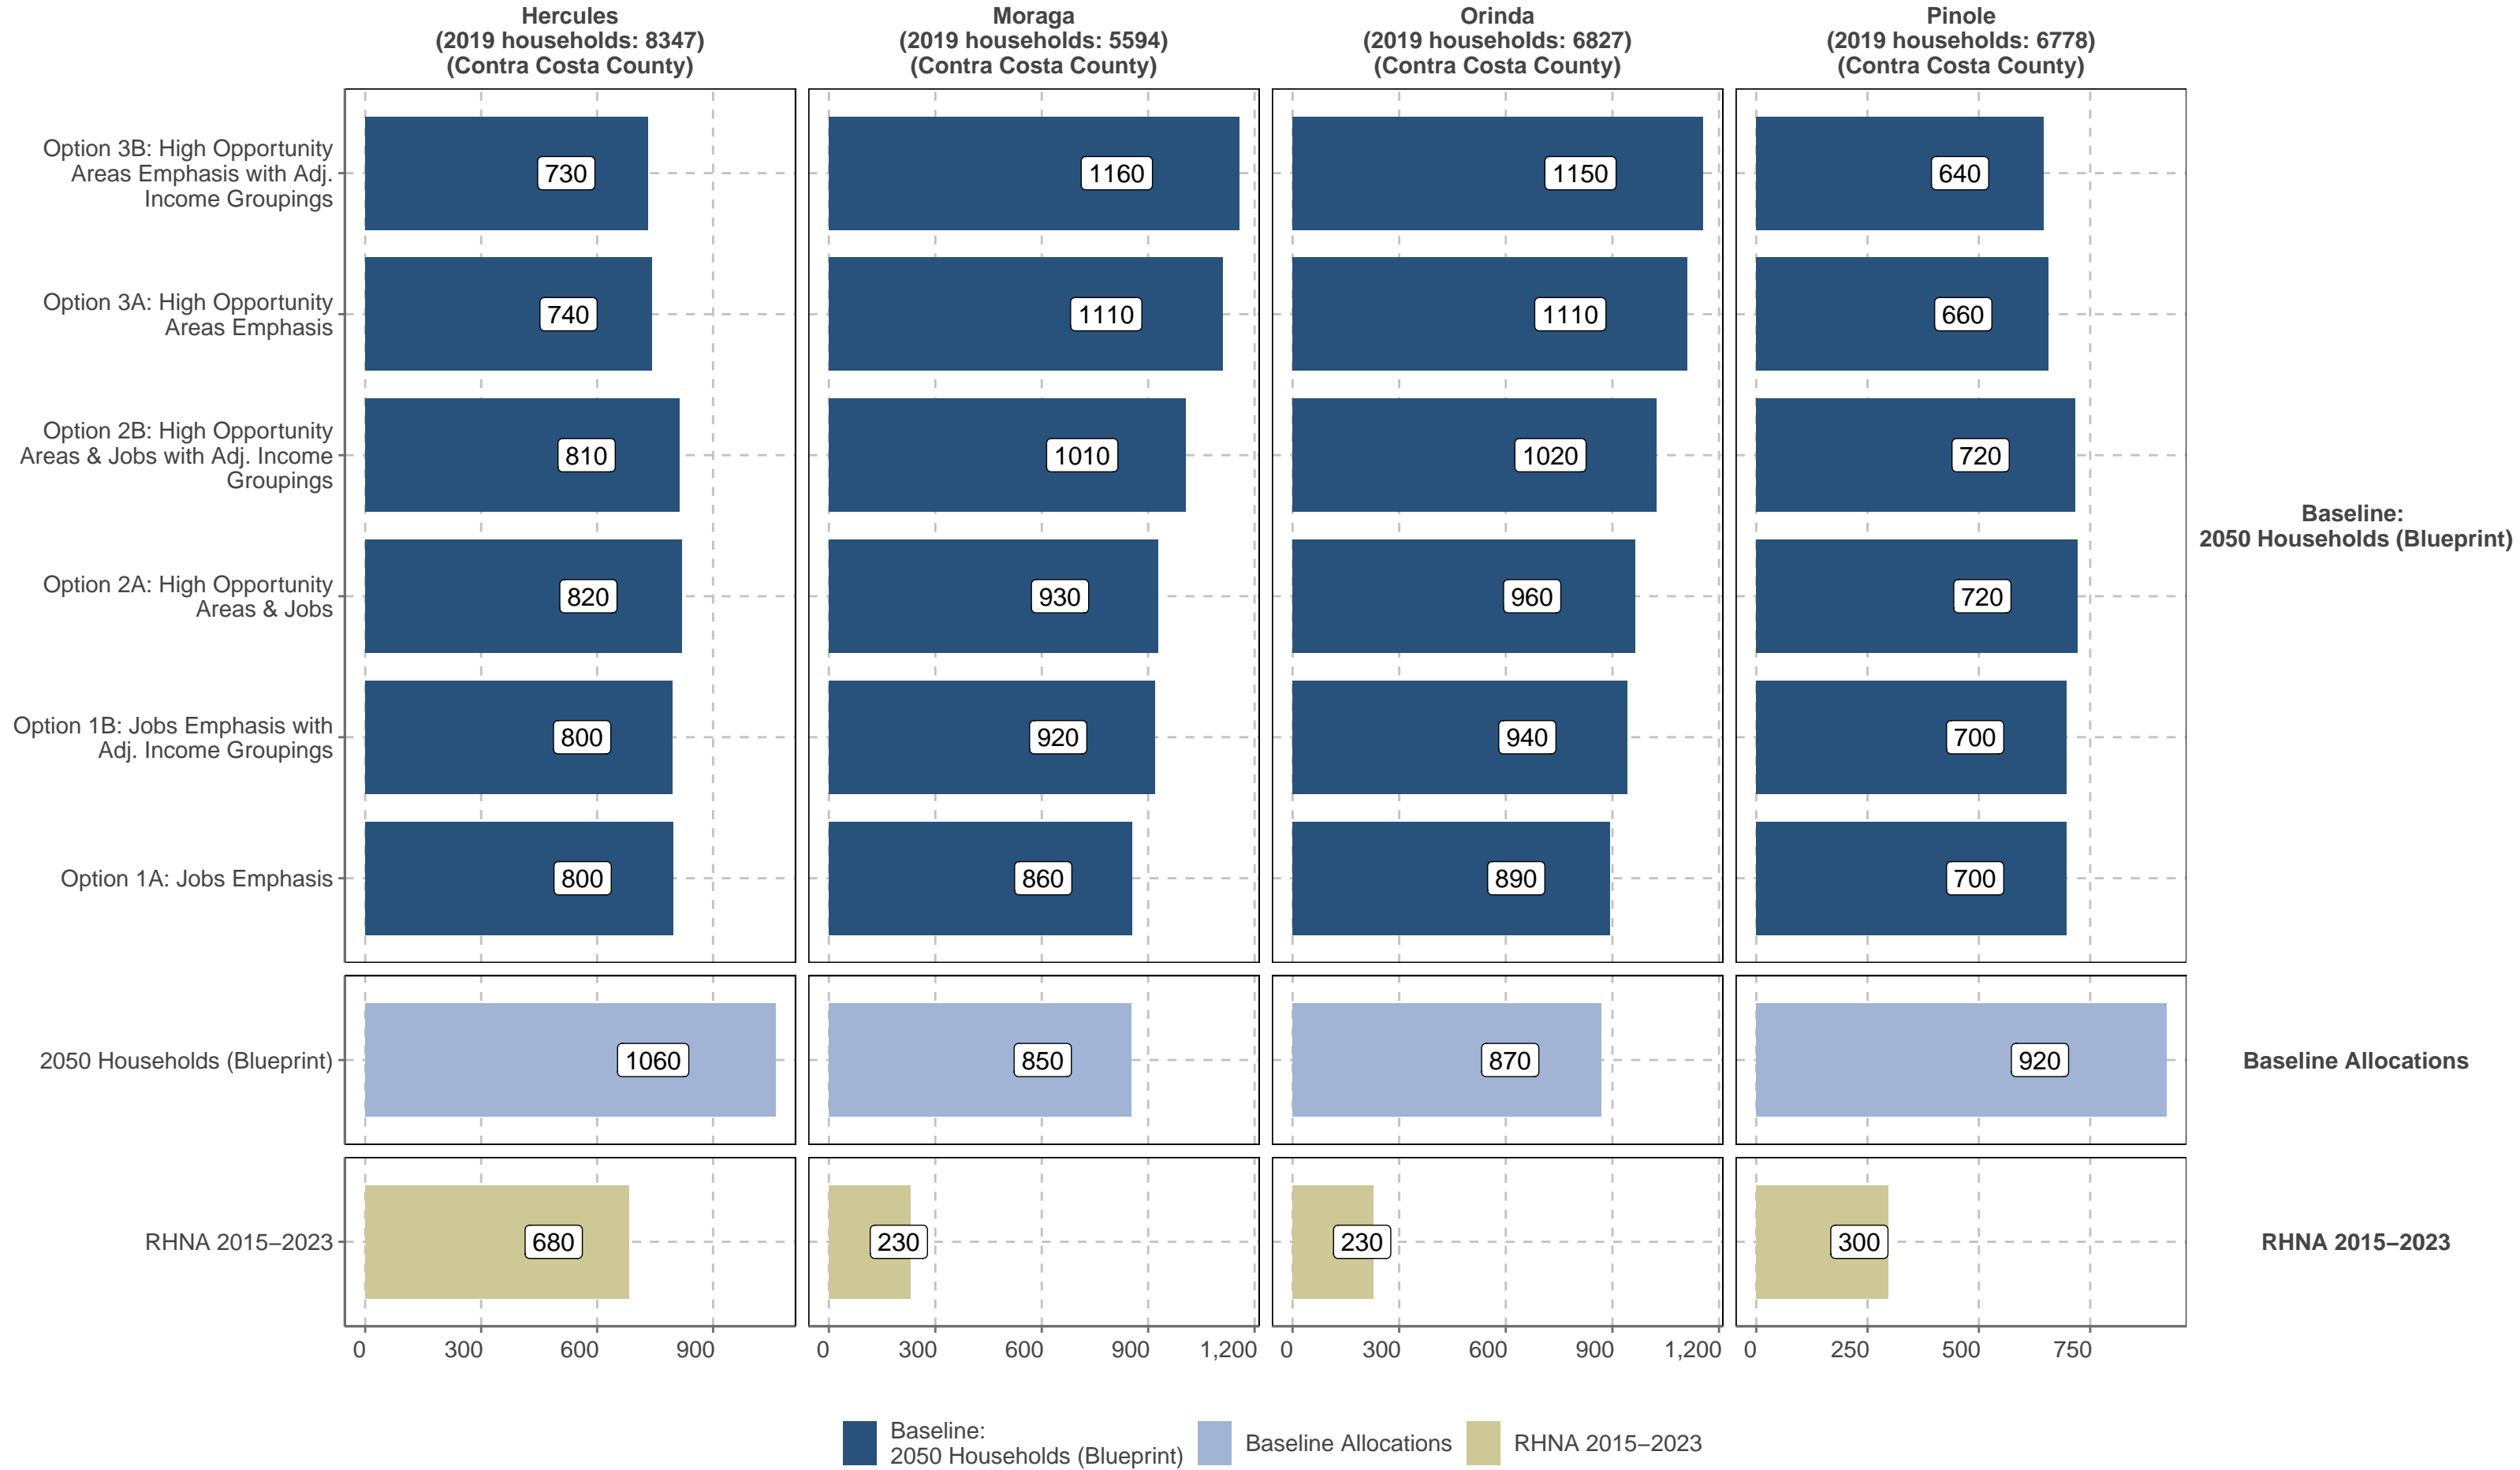 Hercules
(2019 households: 8347)
(Contra Costa County)
Moraga
(2019 households: 5594)
(Contra Costa County)
Orinda
(2019 households: 6827)
(Contra Costa County)
Pinole
(2019 households: 6778)
(Contra Costa County)
Option 3B: High Opportunity
Areas Emphasis with Adj.
Income Groupings
730
1160
1150
640
Option 3A: High Opportunity
Areas Emphasis
740
1110
1110
660
Option 2B: High Opportunity
Areas & Jobs with Adj. Income
Groupings
810
1010
1020
720
Baseline:
2050 Households (Blueprint)
Option 2A: High Opportunity
Areas & Jobs
820
930
960
720
Option 1B: Jobs Emphasis with
Adj. Income Groupings
800
920
940
700
Option 1A: Jobs Emphasis
800
860
890
700
2050 Households (Blueprint)
1060
850
870
920
Baseline Allocations
RHNA 2015−2023
680
230
230
300
RHNA 2015−2023
0 300 600 900
0 300 600 900 1,200
0 300 600 900 1,200
0 250 500 750
Baseline:
2050 Households (Blueprint)
Baseline Allocations
RHNA 2015−2023